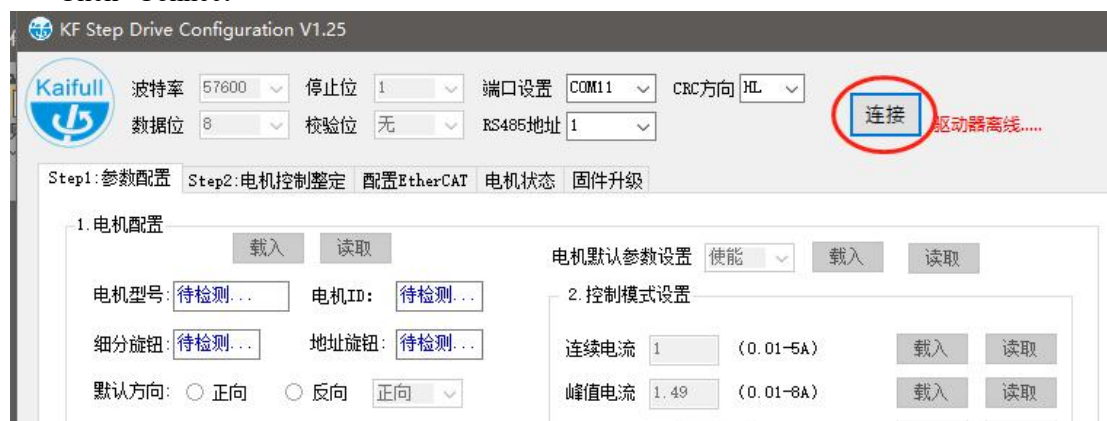 KF Step Drive Configuration V1.25
Kaifull 波特率 57600 停止位 1 端口设置 COM11 CRC方向 HL
数据位 8 校验位 无 RS485地址 1 连接 驱动器离线.....
Step1:参数配置 Step2:电机控制整定 配置EtherCAT 电机状态 固件升级
1.电机配置
载入 读取 电机默认参数设置 使能 载入 读取
电机型号: 待检测... 电机ID: 待检测... 2.控制模式设置
细分旋钮: 待检测... 地址旋钮: 待检测... 连续电流 1 (0.01-5A) 载入 读取
默认方向: 正向 反向 正向 峰值电流 1.49 (0.01-8A) 载入 读取